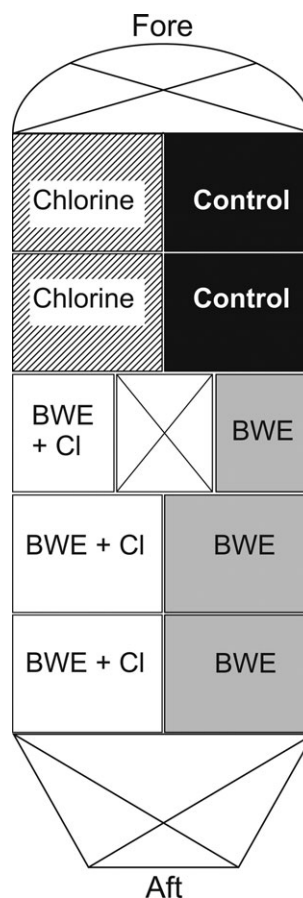 Fore
Chlorine Control
Chlorine Control
BWE
+ Cl BWE
BWE + Cl BWE
BWE + Cl BWE
Aft